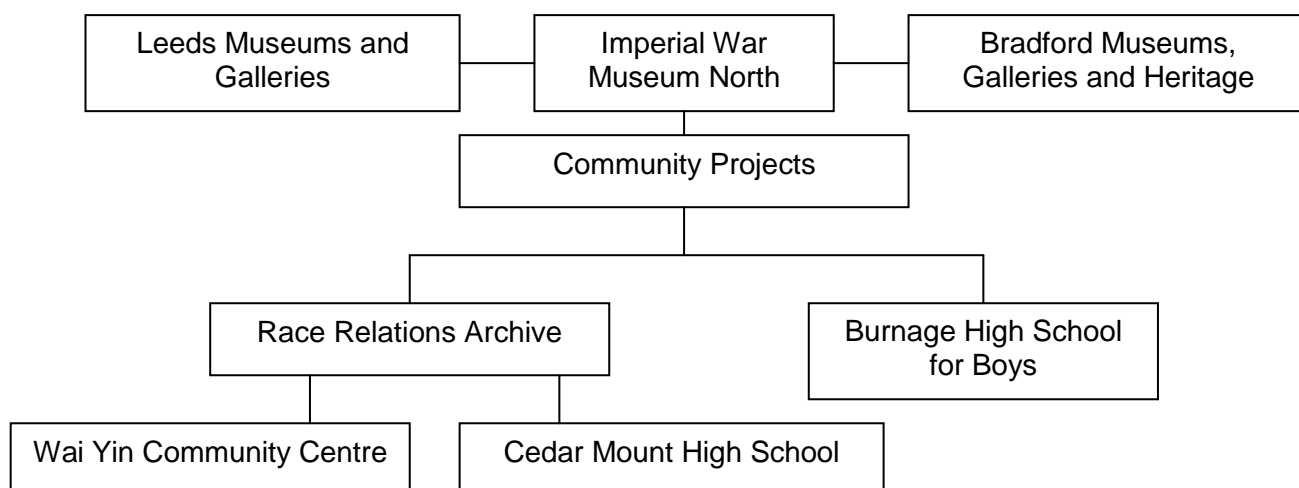 Leeds Museums and
Galleries
Imperial War
Museum North
Bradford Museums,
Galleries and Heritage
Community Projects
Race Relations Archive
Burnage High School
for Boys
Wai Yin Community Centre
Cedar Mount High School